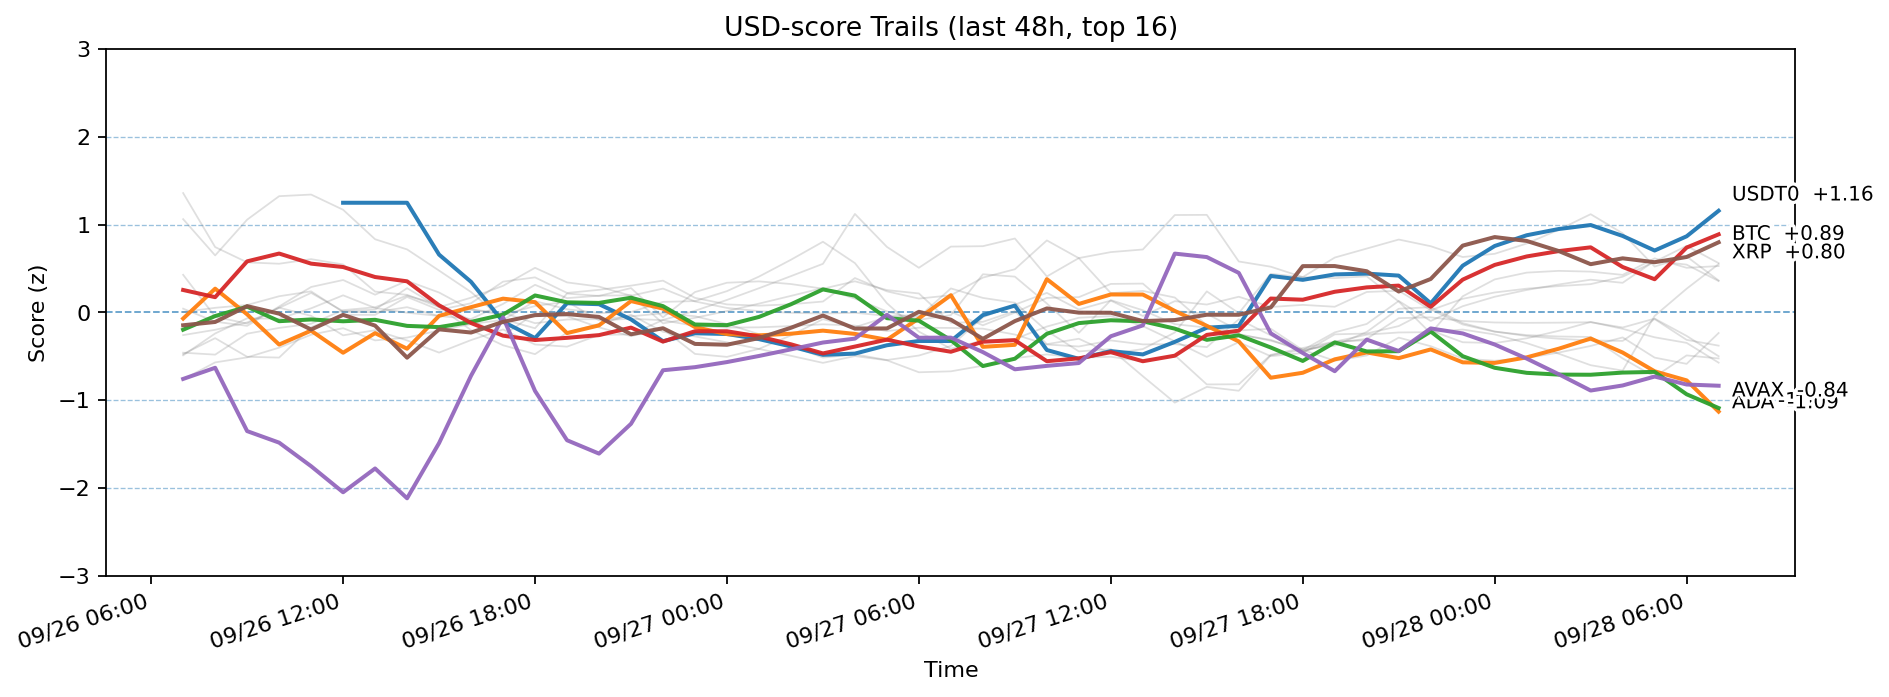 USD-score Trails (last 48h, top 16)
Score (z)
3
2
1
0
−1
−2
−3
USDT0 +1.16
BTC +0.89
XRP +0.80
AVAX -0.84
ADA -1.09
09/26 06:00
09/26 12:00
09/26 18:00
09/27 00:00
09/27 06:00
09/27 12:00
09/27 18:00
09/28 00:00
09/28 06:00
Time